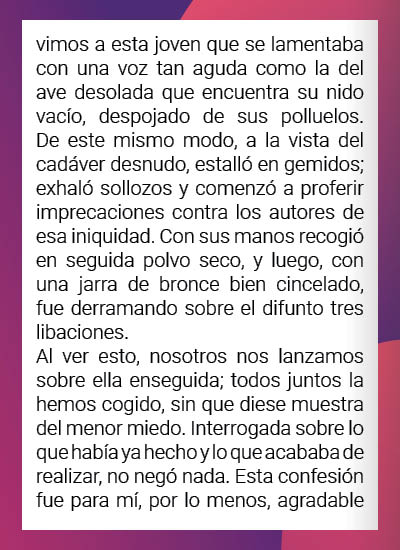 vimos a esta joven que se lamentaba
con una voz tan aguda como la del
ave desolada que encuentra su nido
vacío, despojado de sus polluelos.
De este mismo modo, a la vista del
cadáver desnudo, estalló en gemidos;
exhaló sollozos y comenzó a proferir
imprecaciones contra los autores de
esa iniquidad. Con sus manos recogió
en seguida polvo seco, y luego, con
una jarra de bronce bien cincelado,
fue derramando sobre el difunto tres
libaciones.
Al ver esto, nosotros nos lanzamos
sobre ella enseguida; todos juntos la
hemos cogido, sin que diese muestra
del menor miedo. Interrogada sobre lo
que había ya hecho y lo que acababa de
realizar, no negó nada. Esta confesión
fue para mí, por lo menos, agradable